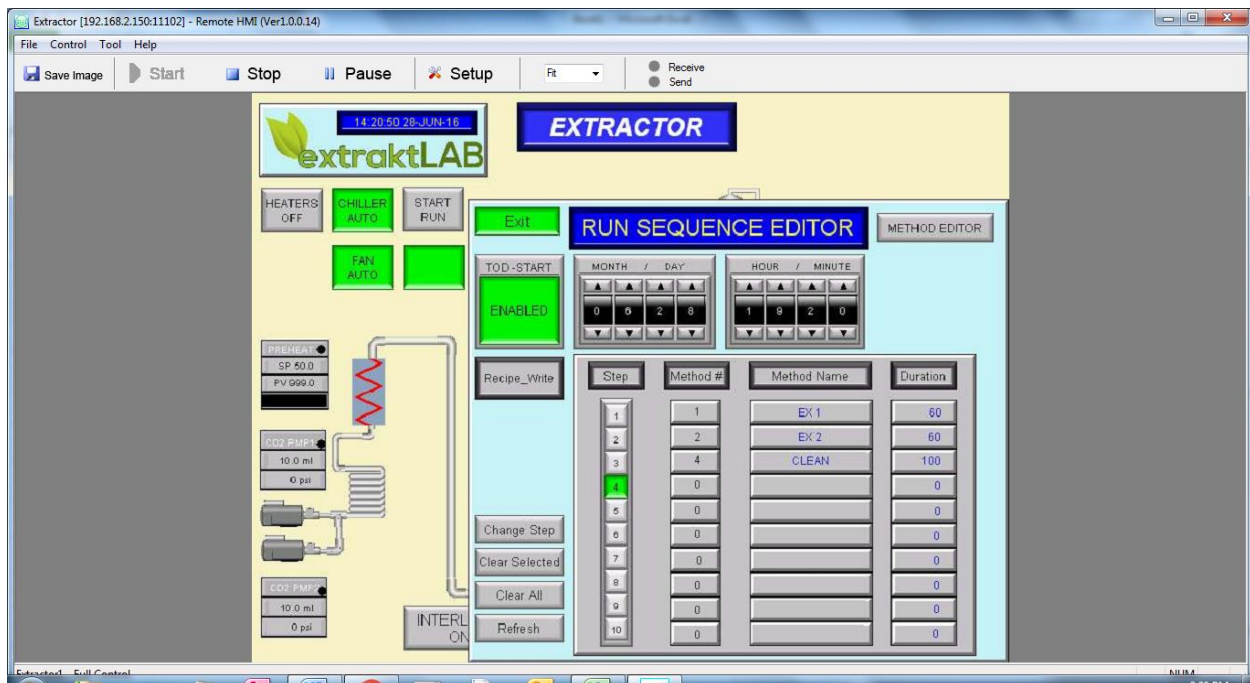 Extractor [192.168.2.150:11102] - Remote HMI (Ver1.0.0.14)
File Control Tool Help
Save Image Start Stop Pause Setup Fit Receive
Send
14:20:50 28-JUN-16
extraktLAB
EXTRACTOR
HEATERS OFF
CHILLER AUTO
START RUN
FAN AUTO
Exit
RUN SEQUENCE EDITOR
METHOD EDITOR
TOD-START
ENABLED
MONTH / DAY
0 6 2 8
HOUR / MINUTE
1 9 2 0
PREHEAT
SP 50.0
PV 999.0
CO2 PMP1
10.0 ml
0 psi
CO2 PMP2
10.0 ml
0 psi
Recipe_Write
Step Method # Method Name Duration
1 1 EX 1 60
2 2 EX 2 60
3 4 CLEAN 100
4 0 0
5 0 0
6 0 0
7 0 0
8 0 0
9 0 0
10 0 0
Change Step
Clear Selected
Clear All
Refresh
INTERL
ON
Extractor1 - Full Control
NUM